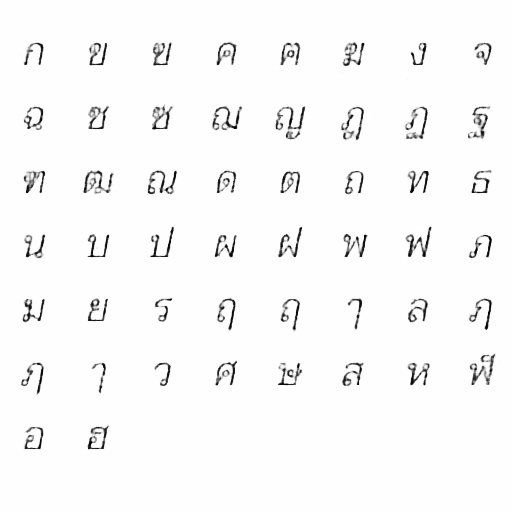 ก ข ฃ ค ฅ ฆ ง จ
ฉ ช ซ ฌ ญ ฎ ฏ ฐ
ฑ ฒ ณ ด ต ถ ท ธ
น บ ป ผ ฝ พ ฟ ภ
ม ย ร ฤ ฤ ๅ ล ฦ
ฦ ๅ ว ศ ษ ส ห ฬ
อ ฮ